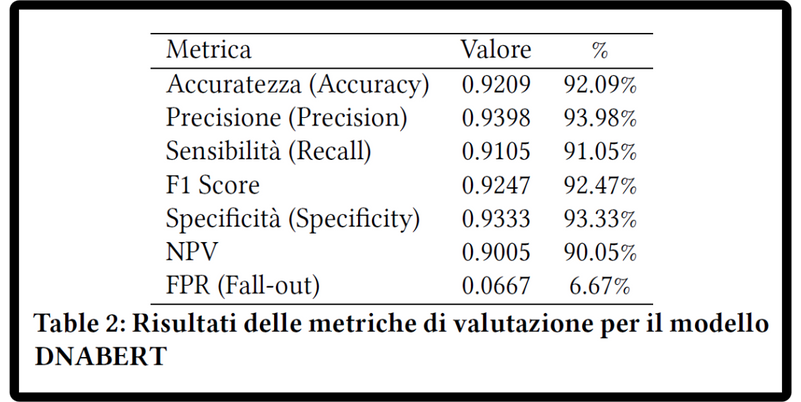 Metrica Valore %
Accuratezza (Accuracy) 0.9209 92.09%
Precisione (Precision) 0.9398 93.98%
Sensibilità (Recall) 0.9105 91.05%
F1 Score 0.9247 92.47%
Specificità (Specificity) 0.9333 93.33%
NPV 0.9005 90.05%
FPR (Fall-out) 0.0667 6.67%
Table 2: Risultati delle metriche di valutazione per il modello
DNABERT